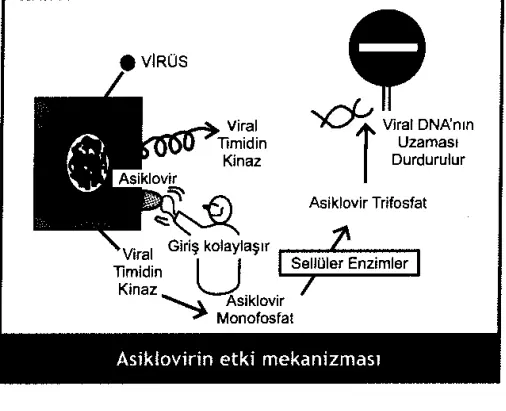 VİRÜS
Viral
Timidin
Kinaz
Asiklovir
Giriş kolaylaşır
Viral
Timidin
Kinaz
Asiklovir
Monofosfat
Sellüler Enzimler
Asiklovir Trifosfat
Viral DNA'nın
Uzaması
Durdurulur
Asiklovirin etki mekanizması